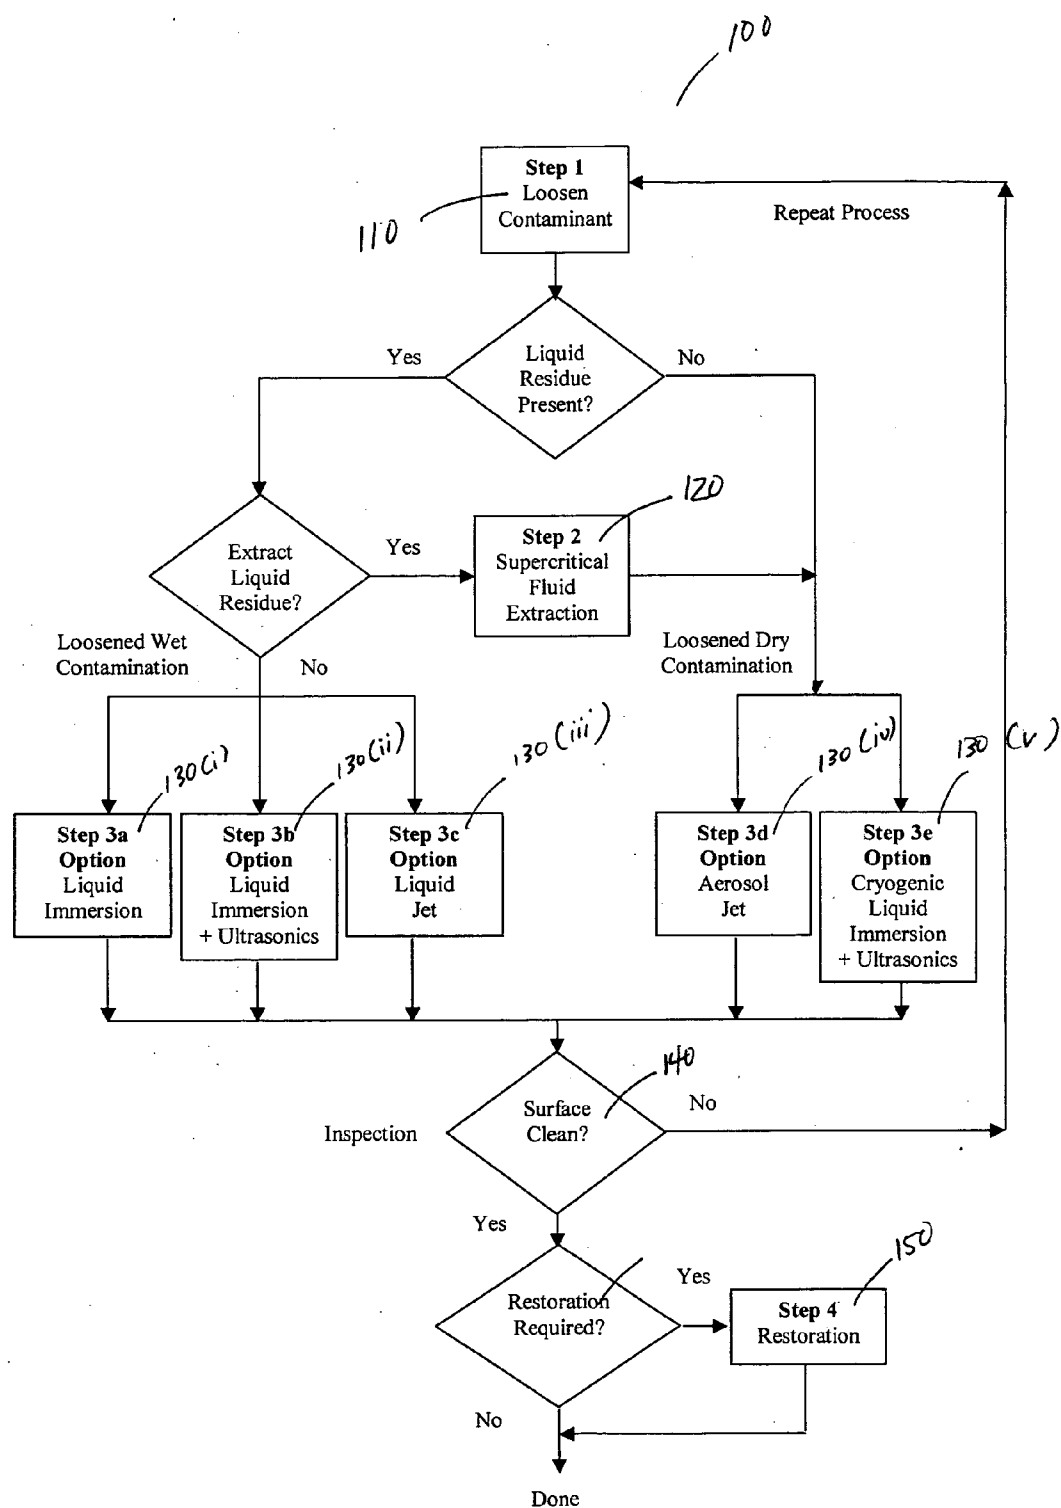 100
Step 1
Loosen
Contaminant
110
Repeat Process
Yes
Liquid
Residue
Present?
No
Extract
Liquid
Residue?
Yes
120
Step 2
Supercritical
Fluid
Extraction
Loosened Wet
Contamination
No
Loosened Dry
Contamination
130(i)
130(ii)
130(iii)
130(iv)
130(v)
Step 3a
Option
Liquid
Immersion
Step 3b
Option
Liquid
Immersion
+ Ultrasonics
Step 3c
Option
Liquid
Jet
Step 3d
Option
Aerosol
Jet
Step 3e
Option
Cryogenic
Liquid
Immersion
+ Ultrasonics
Inspection
Surface
Clean?
140
No
Yes
Restoration
Required?
Yes
150
Step 4
Restoration
No
Done